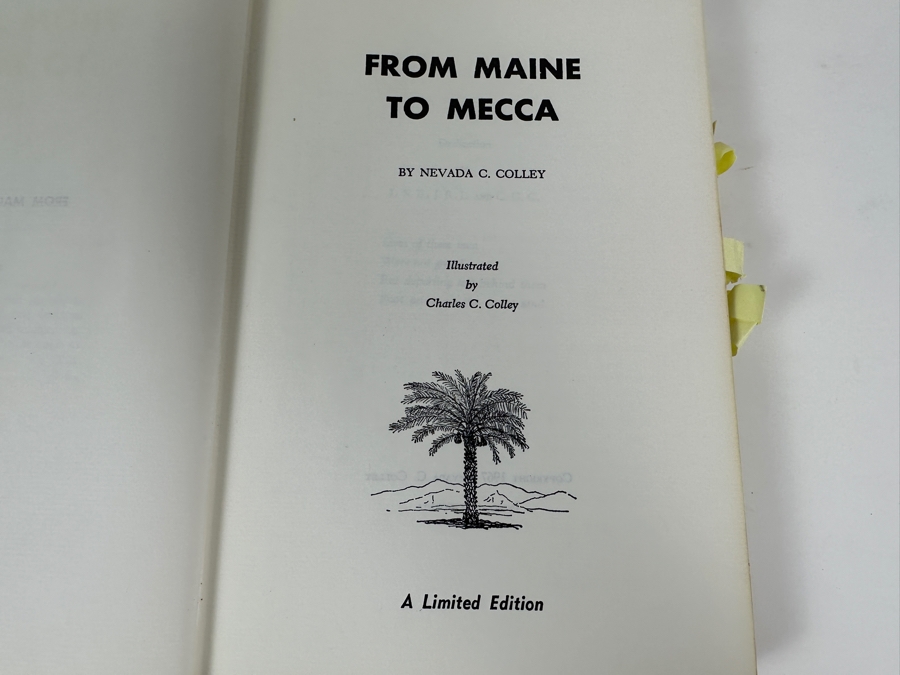 FROM MAINE
TO MECCA
BY NEVADA C. COLLEY
Illustrated
by
Charles C. Colley
A Limited Edition